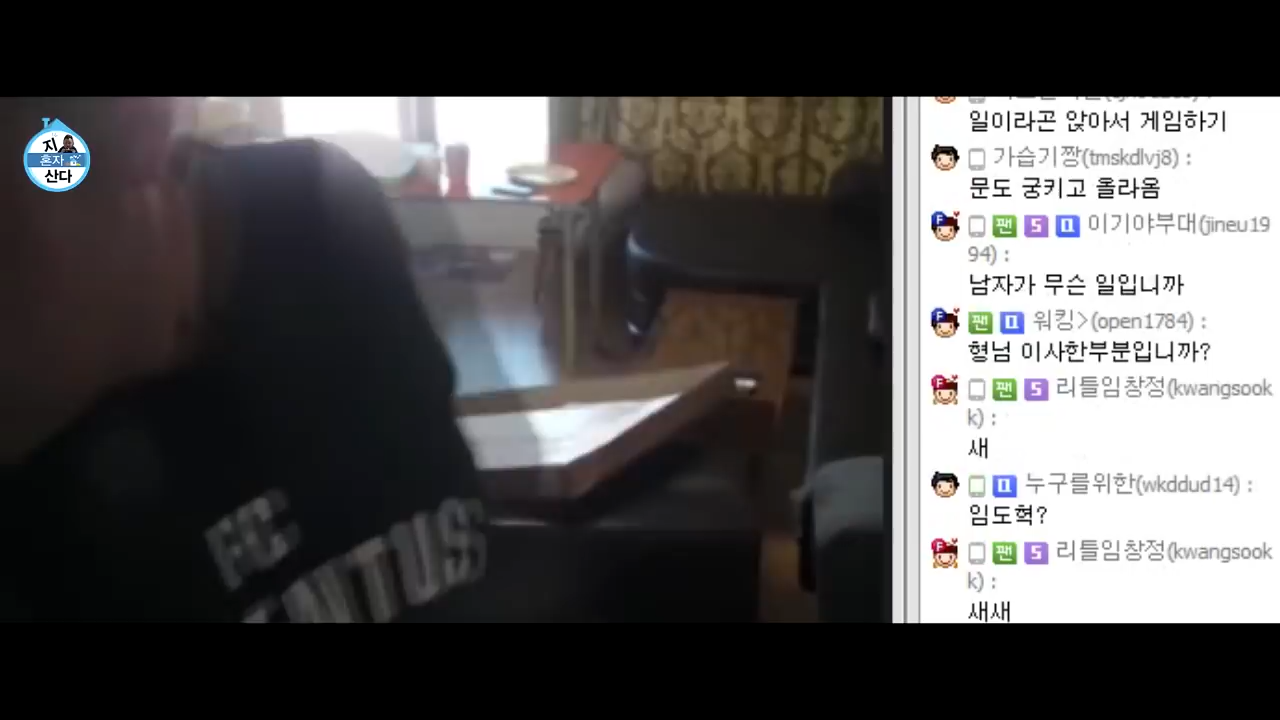 지
혼자
산다
FC
일이라곤 앉아서 게임하기
가습기짱(tmskdlvj8) :
문도 궁키고 올라옴
팬 S 이기야부대(jineu19
94) :
남자가 무슨 일입니까
팬 워킹>(open1784) :
형님 이사한부분입니까?
팬 S 리틀임창정(kwangsook
k) :
새
누구를위한(wkddud14) :
임도혁?
팬 S 리틀임창정(kwangsook
k) :
새새